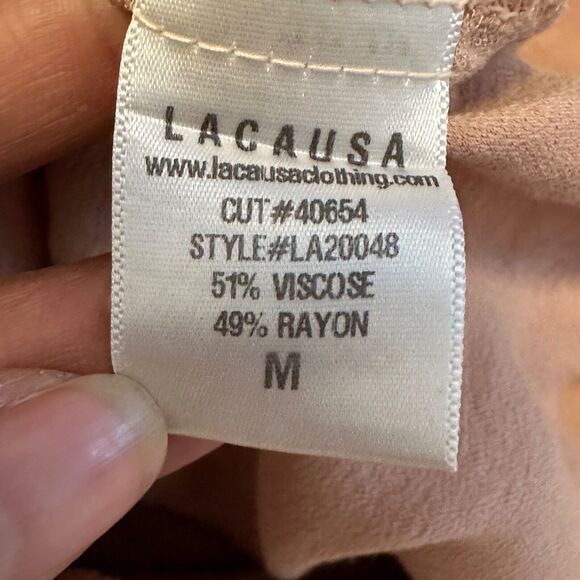 LACAUSA
www.lacausaclothing.com
CUT#40654
STYLE#LA20048
51% VISCOSE
49% RAYON
M